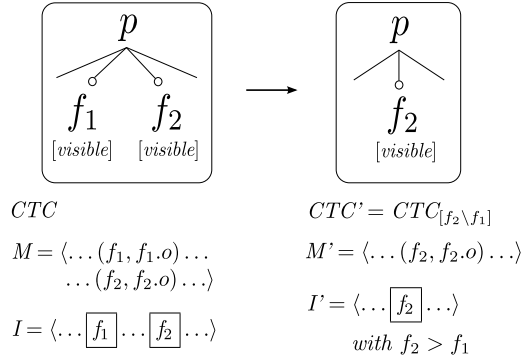 p
f₁ f₂
[visible] [visible]
CTC
M = ⟨… (f₁, f₁.o) …
… (f₂, f₂.o) …⟩
I = ⟨… f₁ … f₂ …⟩
p
f₂
[visible]
CTC’ = CTC[f₂\f₁]
M’ = ⟨… (f₂, f₂.o) …⟩
I’ = ⟨… f₂ …⟩
with f₂ > f₁